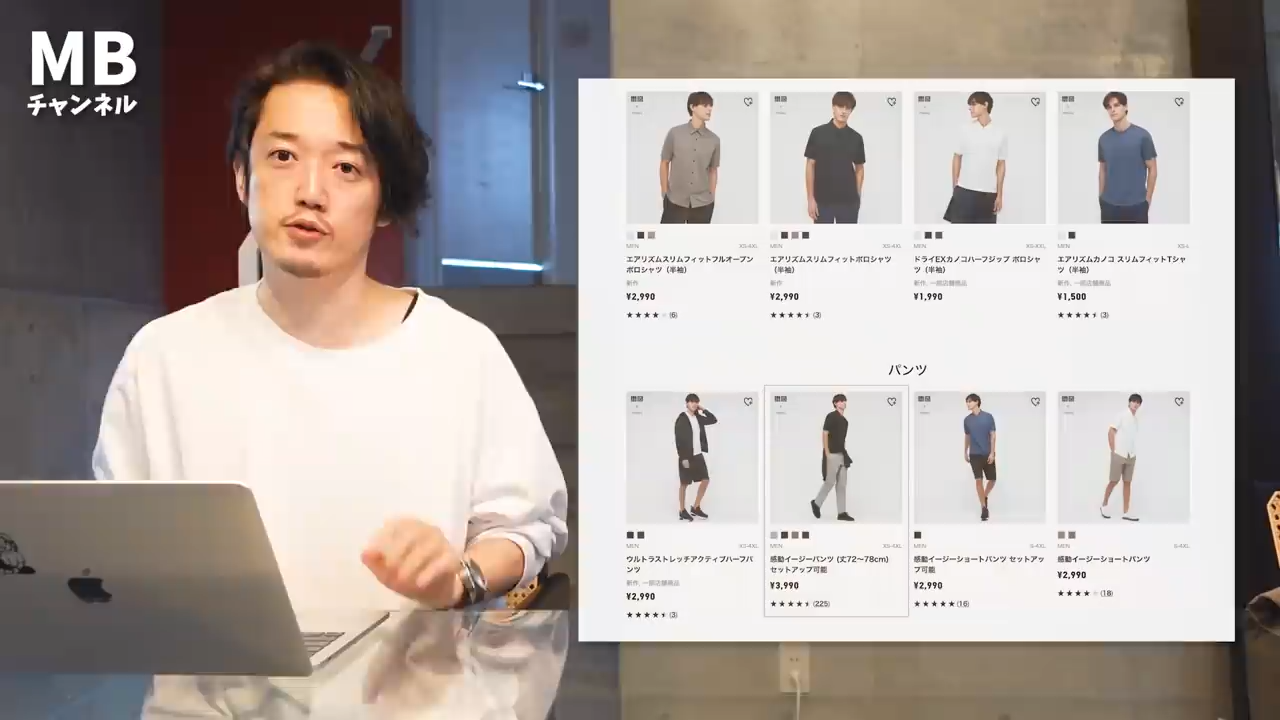 MB
チャンネル
MEN
XS-4XL
MEN
XS-4XL
MEN
XS-4XL
MEN
XS-L
エアリズムスリムフィットフルオープン
ポロシャツ（半袖）
エアリズムスリムフィットポロシャツ
（半袖）
ドライEXカノコハーフジップ ポロシャ
ツ（半袖）
エアリズムカノコ スリムフィットTシャ
ツ（半袖）
新作
新作
新作, 一部店舗商品
新作, 一部店舗商品
¥2,990
¥2,990
¥1,990
¥1,500
★★★★★ (6)
★★★★★ (3)
★★★★★ (3)
パンツ
MEN
XS-4XL
MEN
XS-4XL
MEN
S-4XL
MEN
S-4XL
ウルトラストレッチアクティブハーフパ
ンツ
感動イージーパンツ (丈72～78cm)
セットアップ可能
感動イージーショートパンツ セットアッ
プ可能
感動イージーショートパンツ
新作, 一部店舗商品
¥2,990
¥3,990
¥2,990
¥2,990
★★★★★ (3)
★★★★★ (225)
★★★★★ (16)
★★★★★ (18)